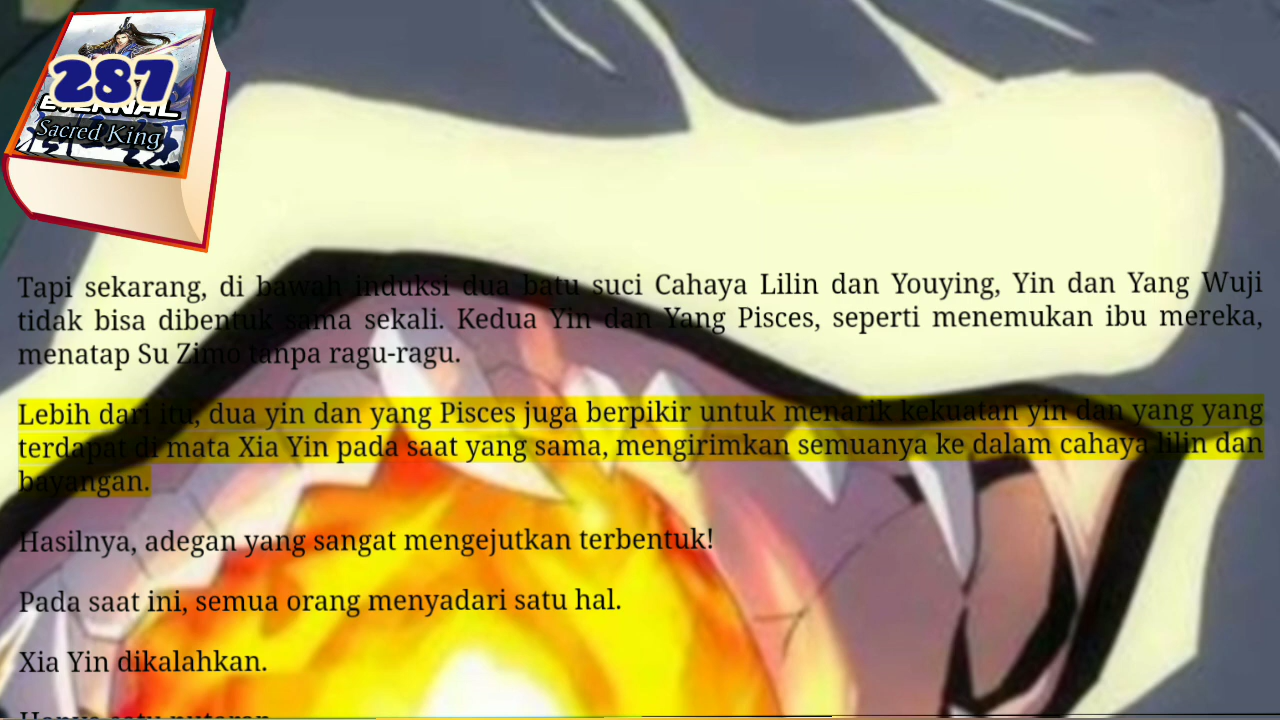 287
ETERNAL
Sacred King
Tapi sekarang, di bawah induksi dua batu suci Cahaya Lilin dan Youying, Yin dan Yang Wuji
tidak bisa dibentuk sama sekali. Kedua Yin dan Yang Pisces, seperti menemukan ibu mereka,
menatap Su Zimo tanpa ragu-ragu.
Lebih dari itu, dua yin dan yang Pisces juga berpikir untuk menarik kekuatan yin dan yang yang
terdapat di mata Xia Yin pada saat yang sama, mengirimkan semuanya ke dalam cahaya lilin dan
bayangan.
Hasilnya, adegan yang sangat mengejutkan terbentuk!
Pada saat ini, semua orang menyadari satu hal.
Xia Yin dikalahkan.
Hanya satu putaran